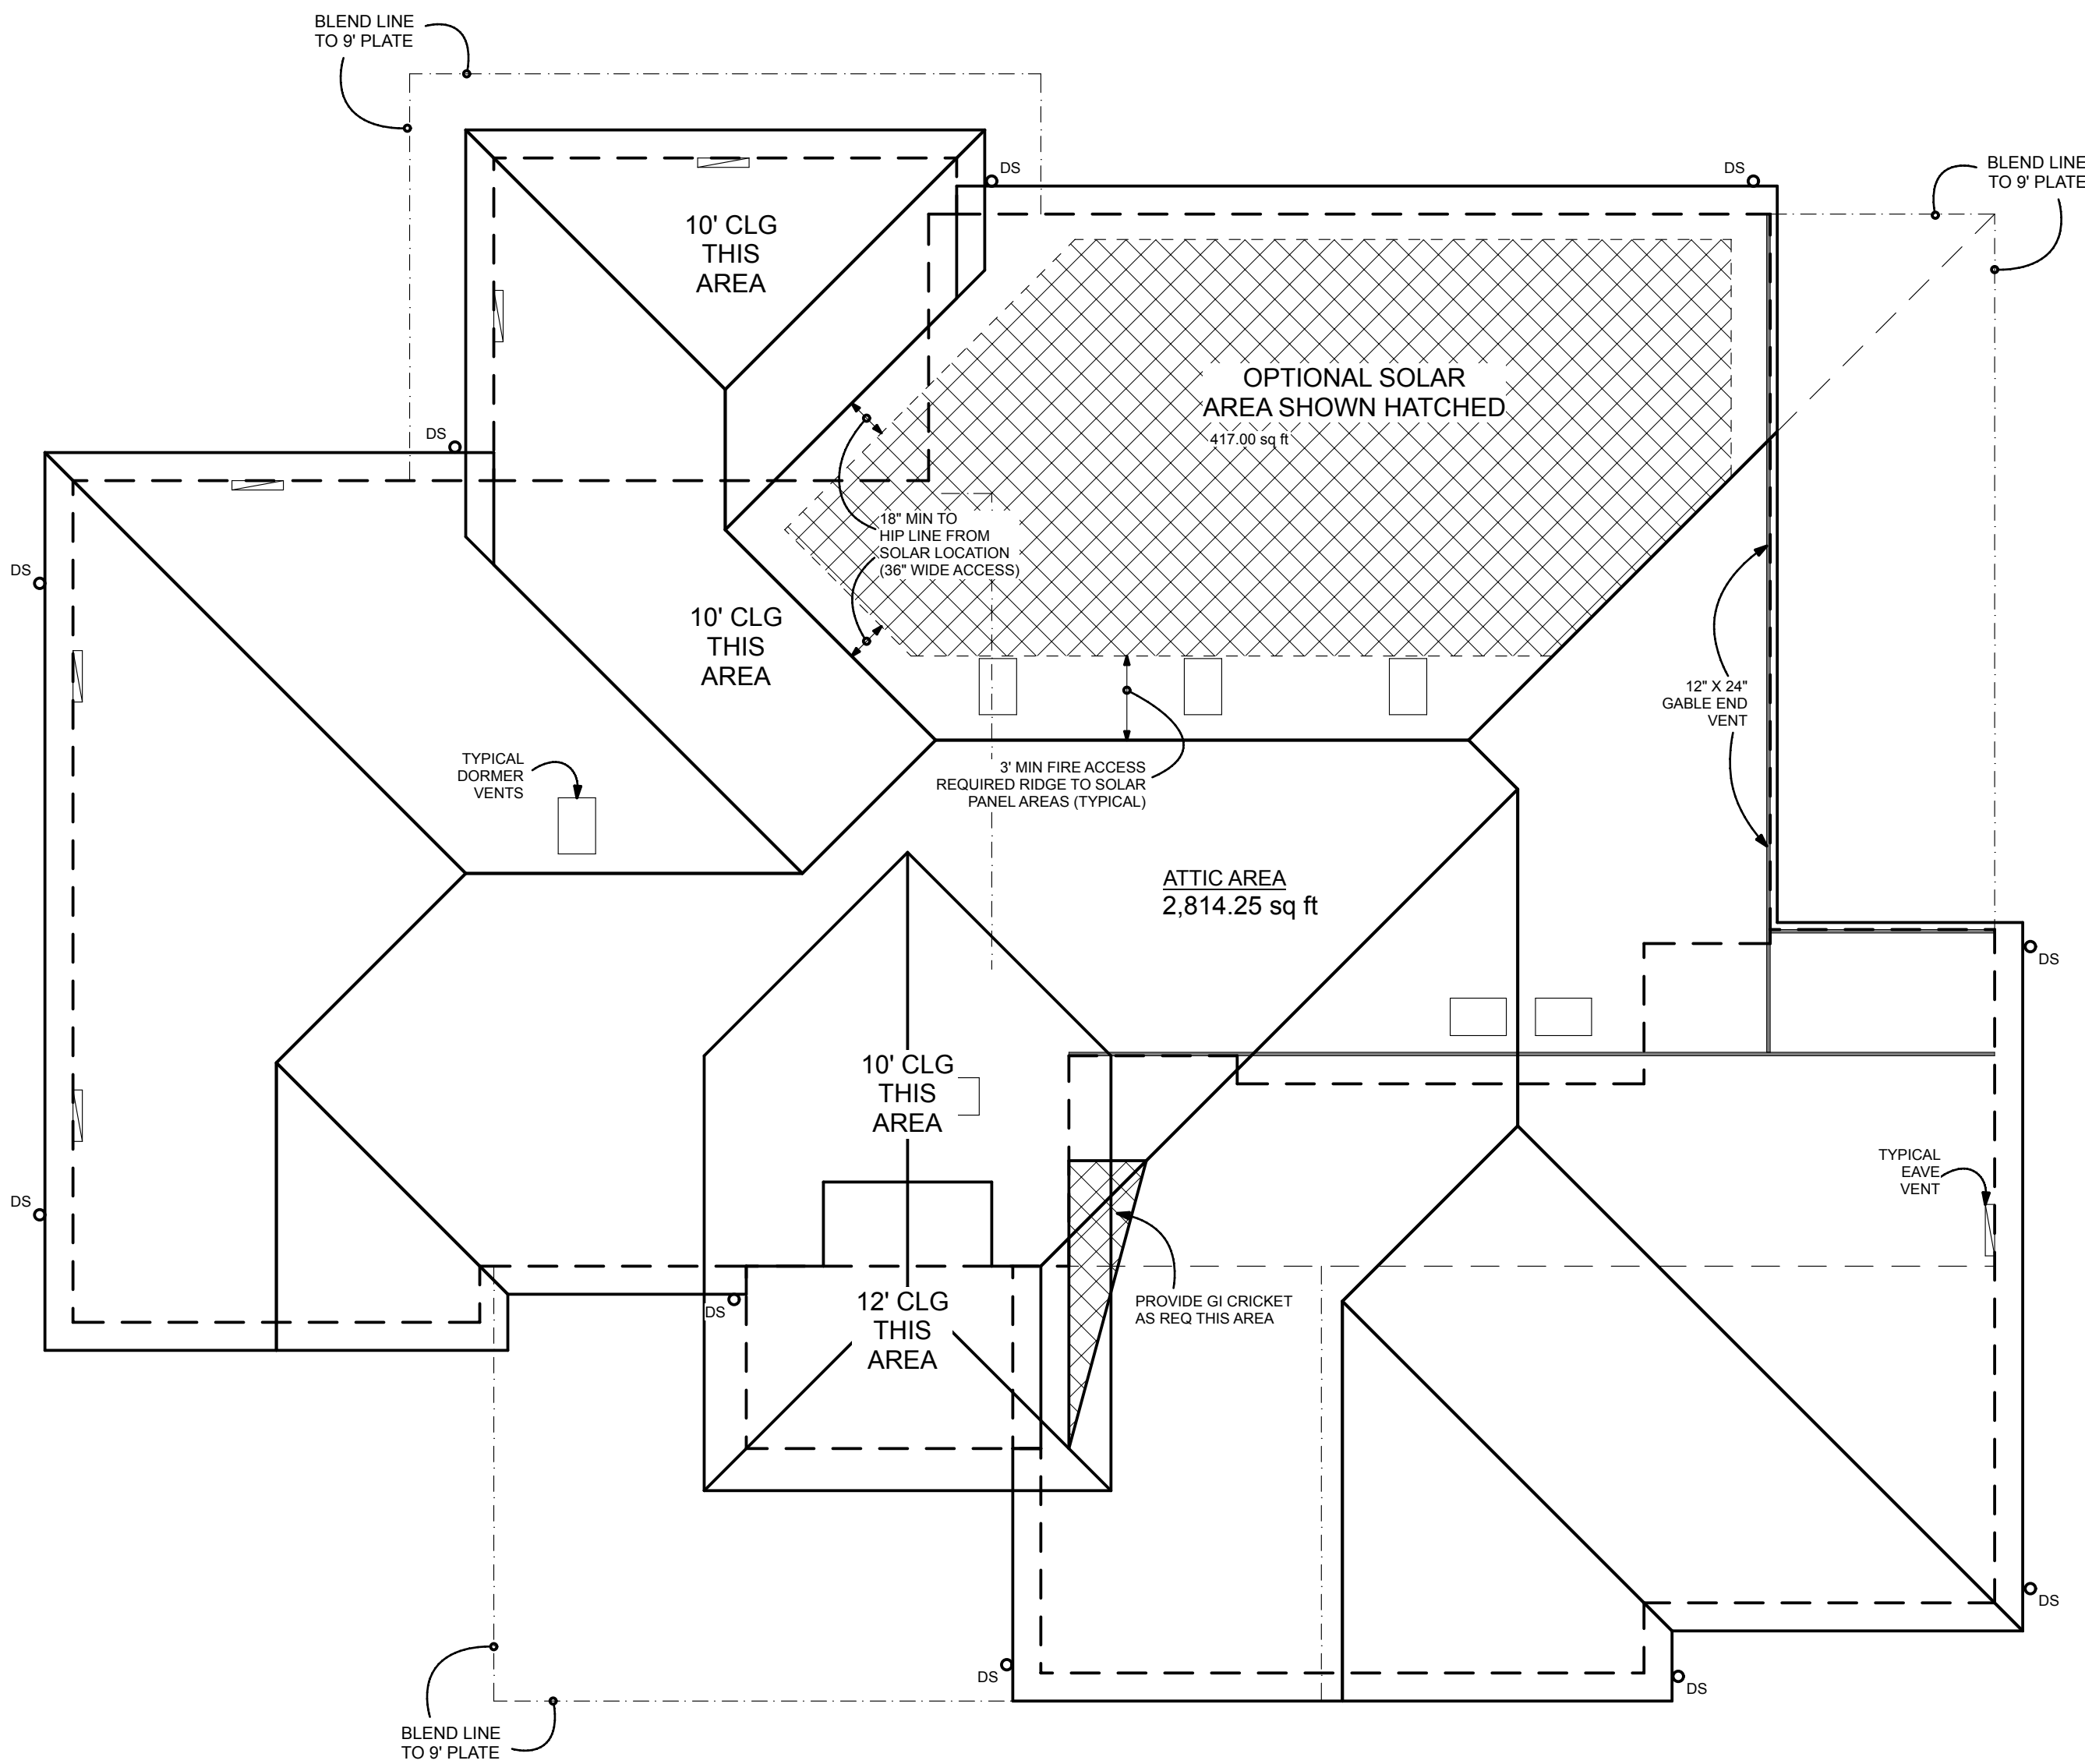 BLEND LINE
TO 9' PLATE
DS
DS
BLEND LINE
TO 9' PLATE
10' CLG
THIS
AREA
OPTIONAL SOLAR
AREA SHOWN HATCHED
417.00 sq ft
DS
18" MIN TO
HIP LINE FROM
SOLAR LOCATION
(36" WIDE ACCESS)
DS
10' CLG
THIS
AREA
12" X 24"
GABLE END
VENT
TYPICAL
DORMER
VENTS
3' MIN FIRE ACCESS
REQUIRED RIDGE TO SOLAR
PANEL AREAS (TYPICAL)
ATTIC AREA
2,814.25 sq ft
DS
10' CLG
THIS
AREA
TYPICAL
EAVE
VENT
DS
DS
12' CLG
THIS
AREA
PROVIDE GI CRICKET
AS REQ THIS AREA
DS
DS
DS
BLEND LINE
TO 9' PLATE